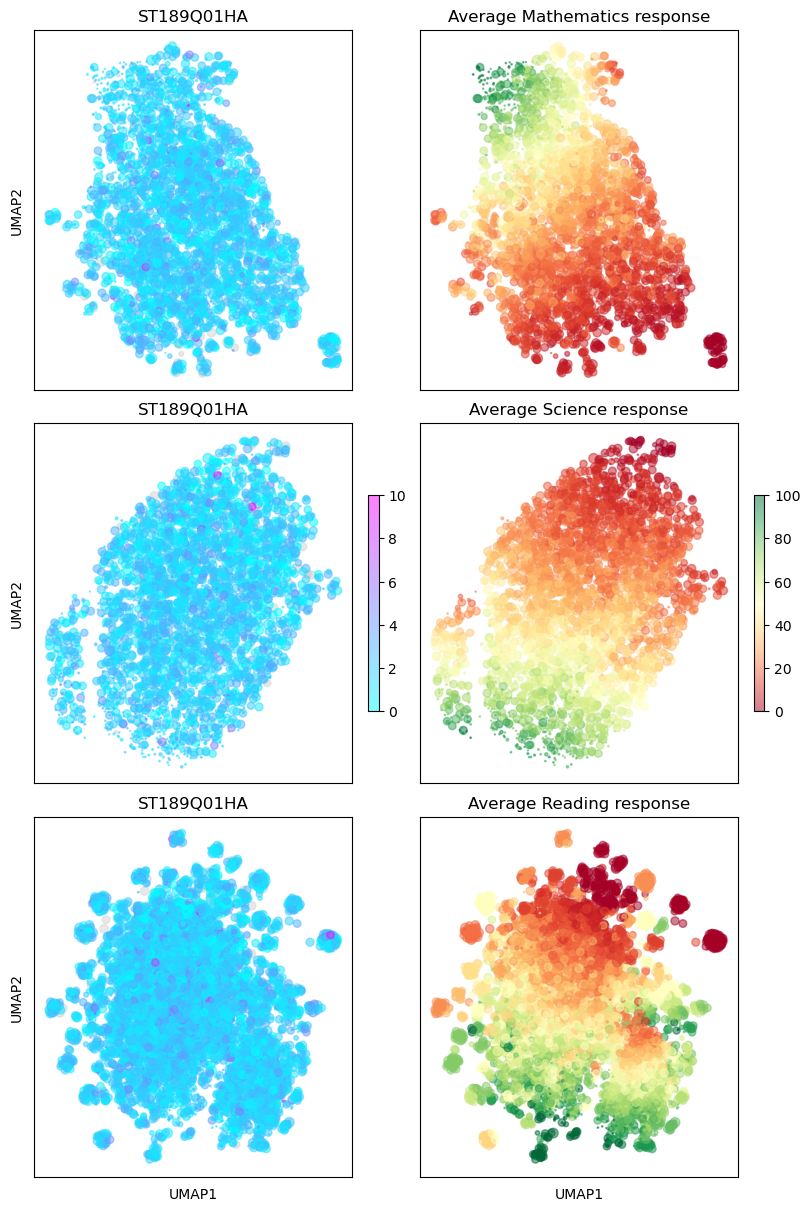 ST189Q01HA
Average Mathematics response
UMAP2
ST189Q01HA
Average Science response
UMAP2
10
8
6
4
2
0
100
80
60
40
20
0
ST189Q01HA
Average Reading response
UMAP2
UMAP1
UMAP1